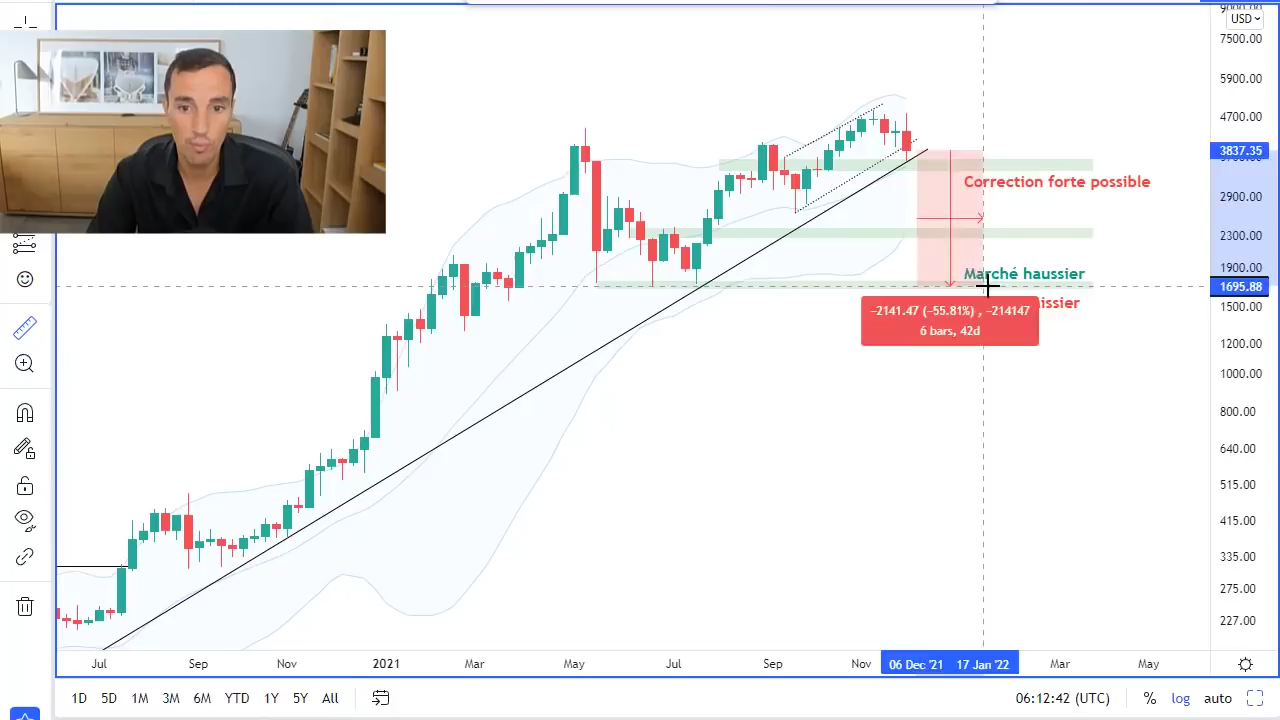 9000.00
USD
7500.00
5900.00
4700.00
3837.35
2900.00
2300.00
1900.00
1695.88
1500.00
1200.00
1000.00
800.00
640.00
515.00
415.00
335.00
275.00
227.00
Correction forte possible
Marché haussier
issier
−2141.47 (−55.81%) , −214147
6 bars, 42d
Jul
Sep
Nov
2021
Mar
May
Jul
Sep
Nov
06 Dec '21
17 Jan '22
Mar
May
1D
5D
1M
3M
6M
YTD
1Y
5Y
All
06:12:42 (UTC)
%
log
auto